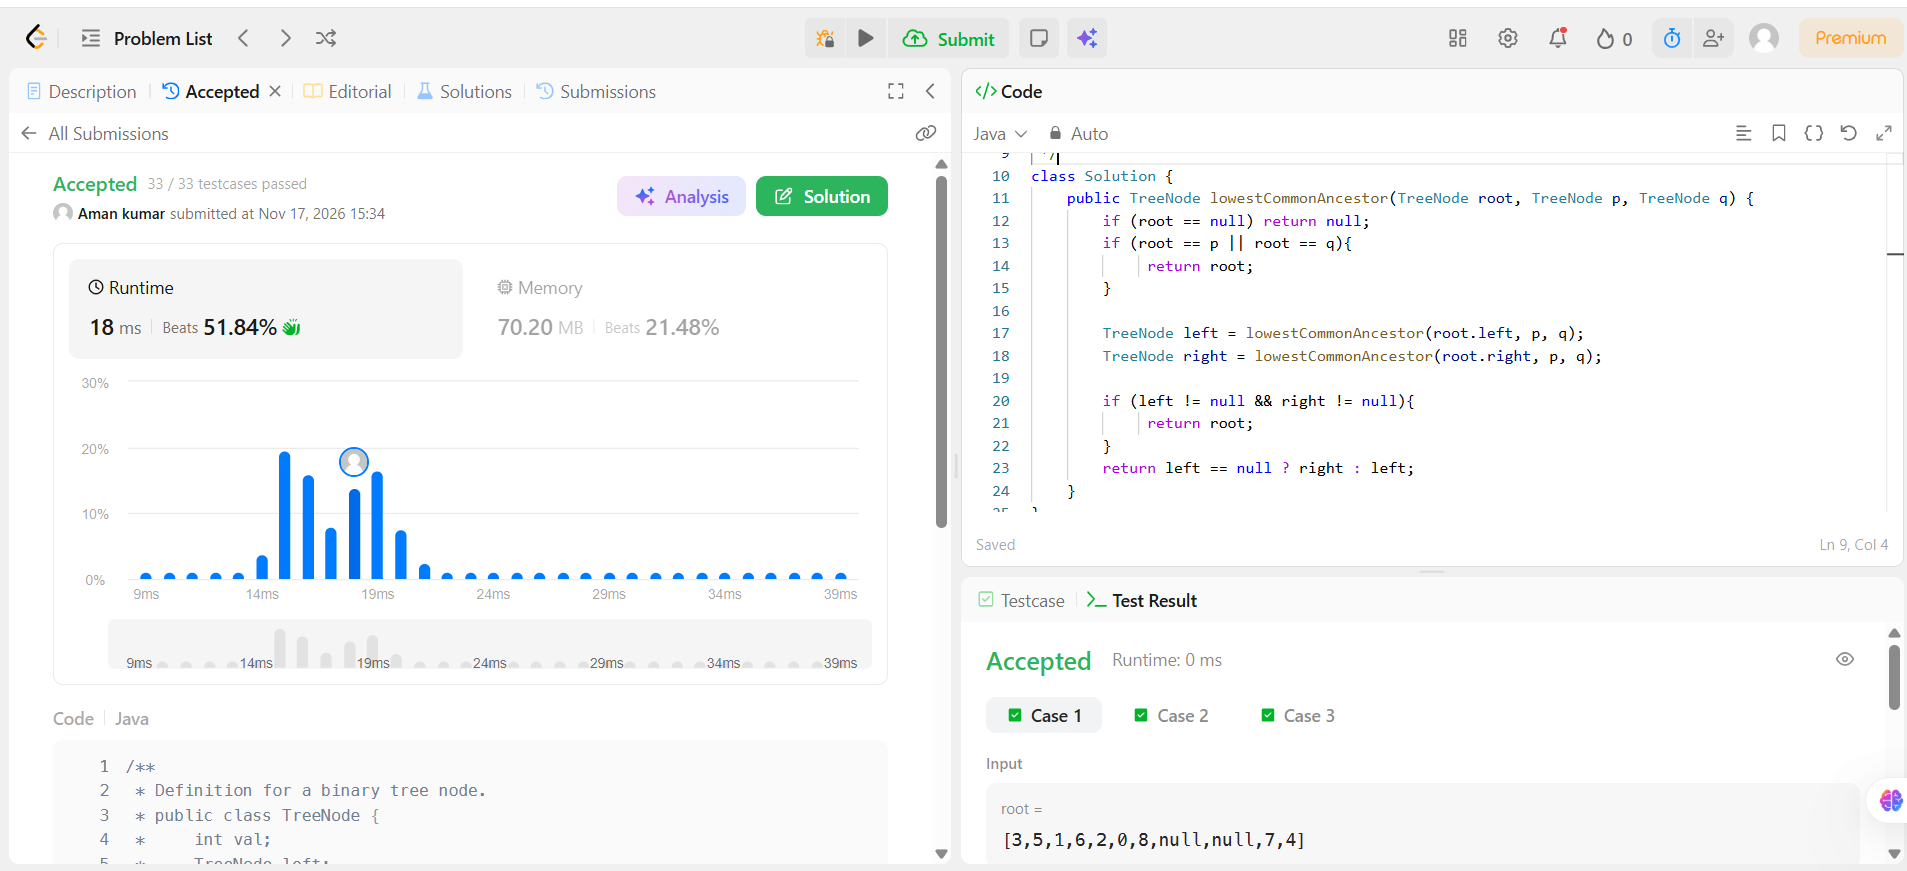 Problem List
Submit
0
Premium
Description
Accepted
Editorial
Solutions
Submissions
All Submissions
Accepted 33 / 33 testcases passed
Aman kumar submitted at Nov 17, 2026 15:34
Analysis
Solution
Runtime
18 ms Beats 51.84%
Memory
70.20 MB Beats 21.48%
30%
20%
10%
0%
9ms 14ms 19ms 24ms 29ms 34ms 39ms
9ms 14ms 19ms 24ms 29ms 34ms 39ms
Code Java
1 /**
2 * Definition for a binary tree node.
3 * public class TreeNode {
4 * int val;
5 * TreeNode left;
</> Code
Java Auto
9 */
10 class Solution {
11 public TreeNode lowestCommonAncestor(TreeNode root, TreeNode p, TreeNode q) {
12 if (root == null) return null;
13 if (root == p || root == q){
14 return root;
15 }
16
17 TreeNode left = lowestCommonAncestor(root.left, p, q);
18 TreeNode right = lowestCommonAncestor(root.right, p, q);
19
20 if (left != null && right != null){
21 return root;
22 }
23 return left == null ? right : left;
24 }
25 }
Saved
Ln 9, Col 4
Testcase
Test Result
Accepted Runtime: 0 ms
Case 1
Case 2
Case 3
Input
root =
[3,5,1,6,2,0,8,null,null,7,4]